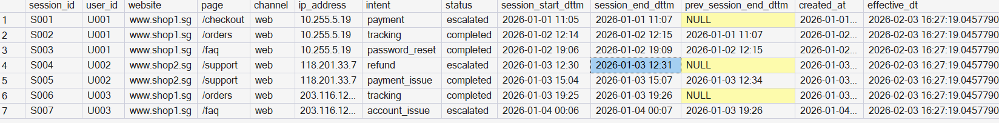 session_id user_id website page channel ip_address intent status session_start_dttm session_end_dttm prev_session_end_dttm created_at effective_dt
1 S001 U001 www.shop1.sg /checkout web 10.255.5.19 payment escalated 2026-01-01 11:05 2026-01-01 11:07 NULL 2026-01-01... 2026-02-03 16:27:19.0457790
2 S002 U001 www.shop1.sg /orders web 10.255.5.19 tracking completed 2026-01-02 12:14 2026-01-02 12:15 2026-01-01 11:07 2026-01-02... 2026-02-03 16:27:19.0457790
3 S003 U001 www.shop1.sg /faq web 10.255.5.19 password_reset completed 2026-01-02 19:06 2026-01-02 19:09 2026-01-02 12:15 2026-01-02... 2026-02-03 16:27:19.0457790
4 S004 U002 www.shop2.sg /support web 118.201.33.7 refund escalated 2026-01-03 12:30 2026-01-03 12:31 NULL 2026-01-03... 2026-02-03 16:27:19.0457790
5 S005 U002 www.shop2.sg /support web 118.201.33.7 payment_issue completed 2026-01-03 15:04 2026-01-03 15:07 2026-01-03 12:34 2026-01-03... 2026-02-03 16:27:19.0457790
6 S006 U003 www.shop1.sg /orders web 203.116.12... tracking completed 2026-01-03 19:25 2026-01-03 19:26 NULL 2026-01-03... 2026-02-03 16:27:19.0457790
7 S007 U003 www.shop1.sg /faq web 203.116.12... account_issue escalated 2026-01-04 00:06 2026-01-04 00:07 2026-01-03 19:26 2026-01-04... 2026-02-03 16:27:19.0457790